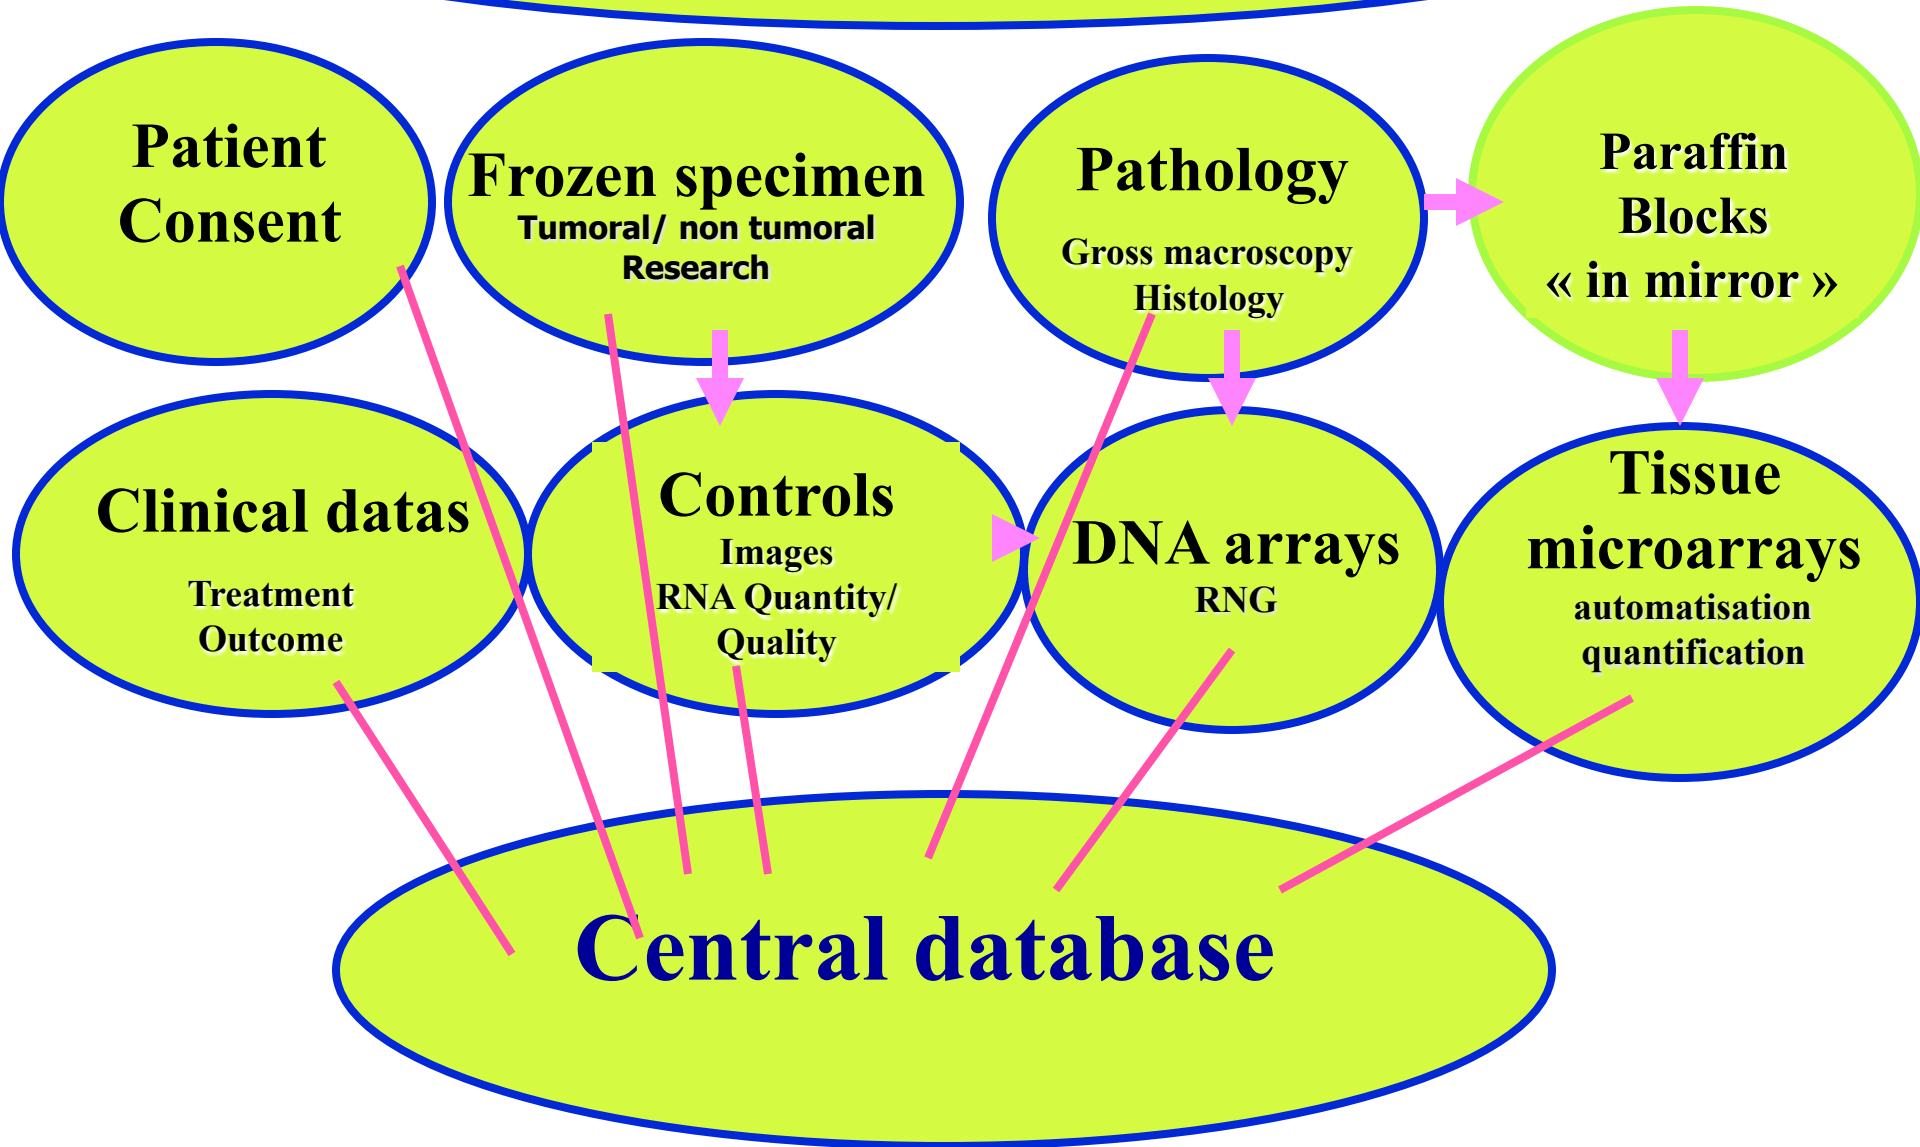 Patient
Consent
Frozen specimen
Tumoral/ non tumoral
Research
Pathology
Gross macroscopy
Histology
Paraffin
Blocks
« in mirror »
Clinical datas
Treatment
Outcome
Controls
Images
RNA Quantity/
Quality
DNA arrays
RNG
Tissue
microarrays
automatisation
quantification
Central database